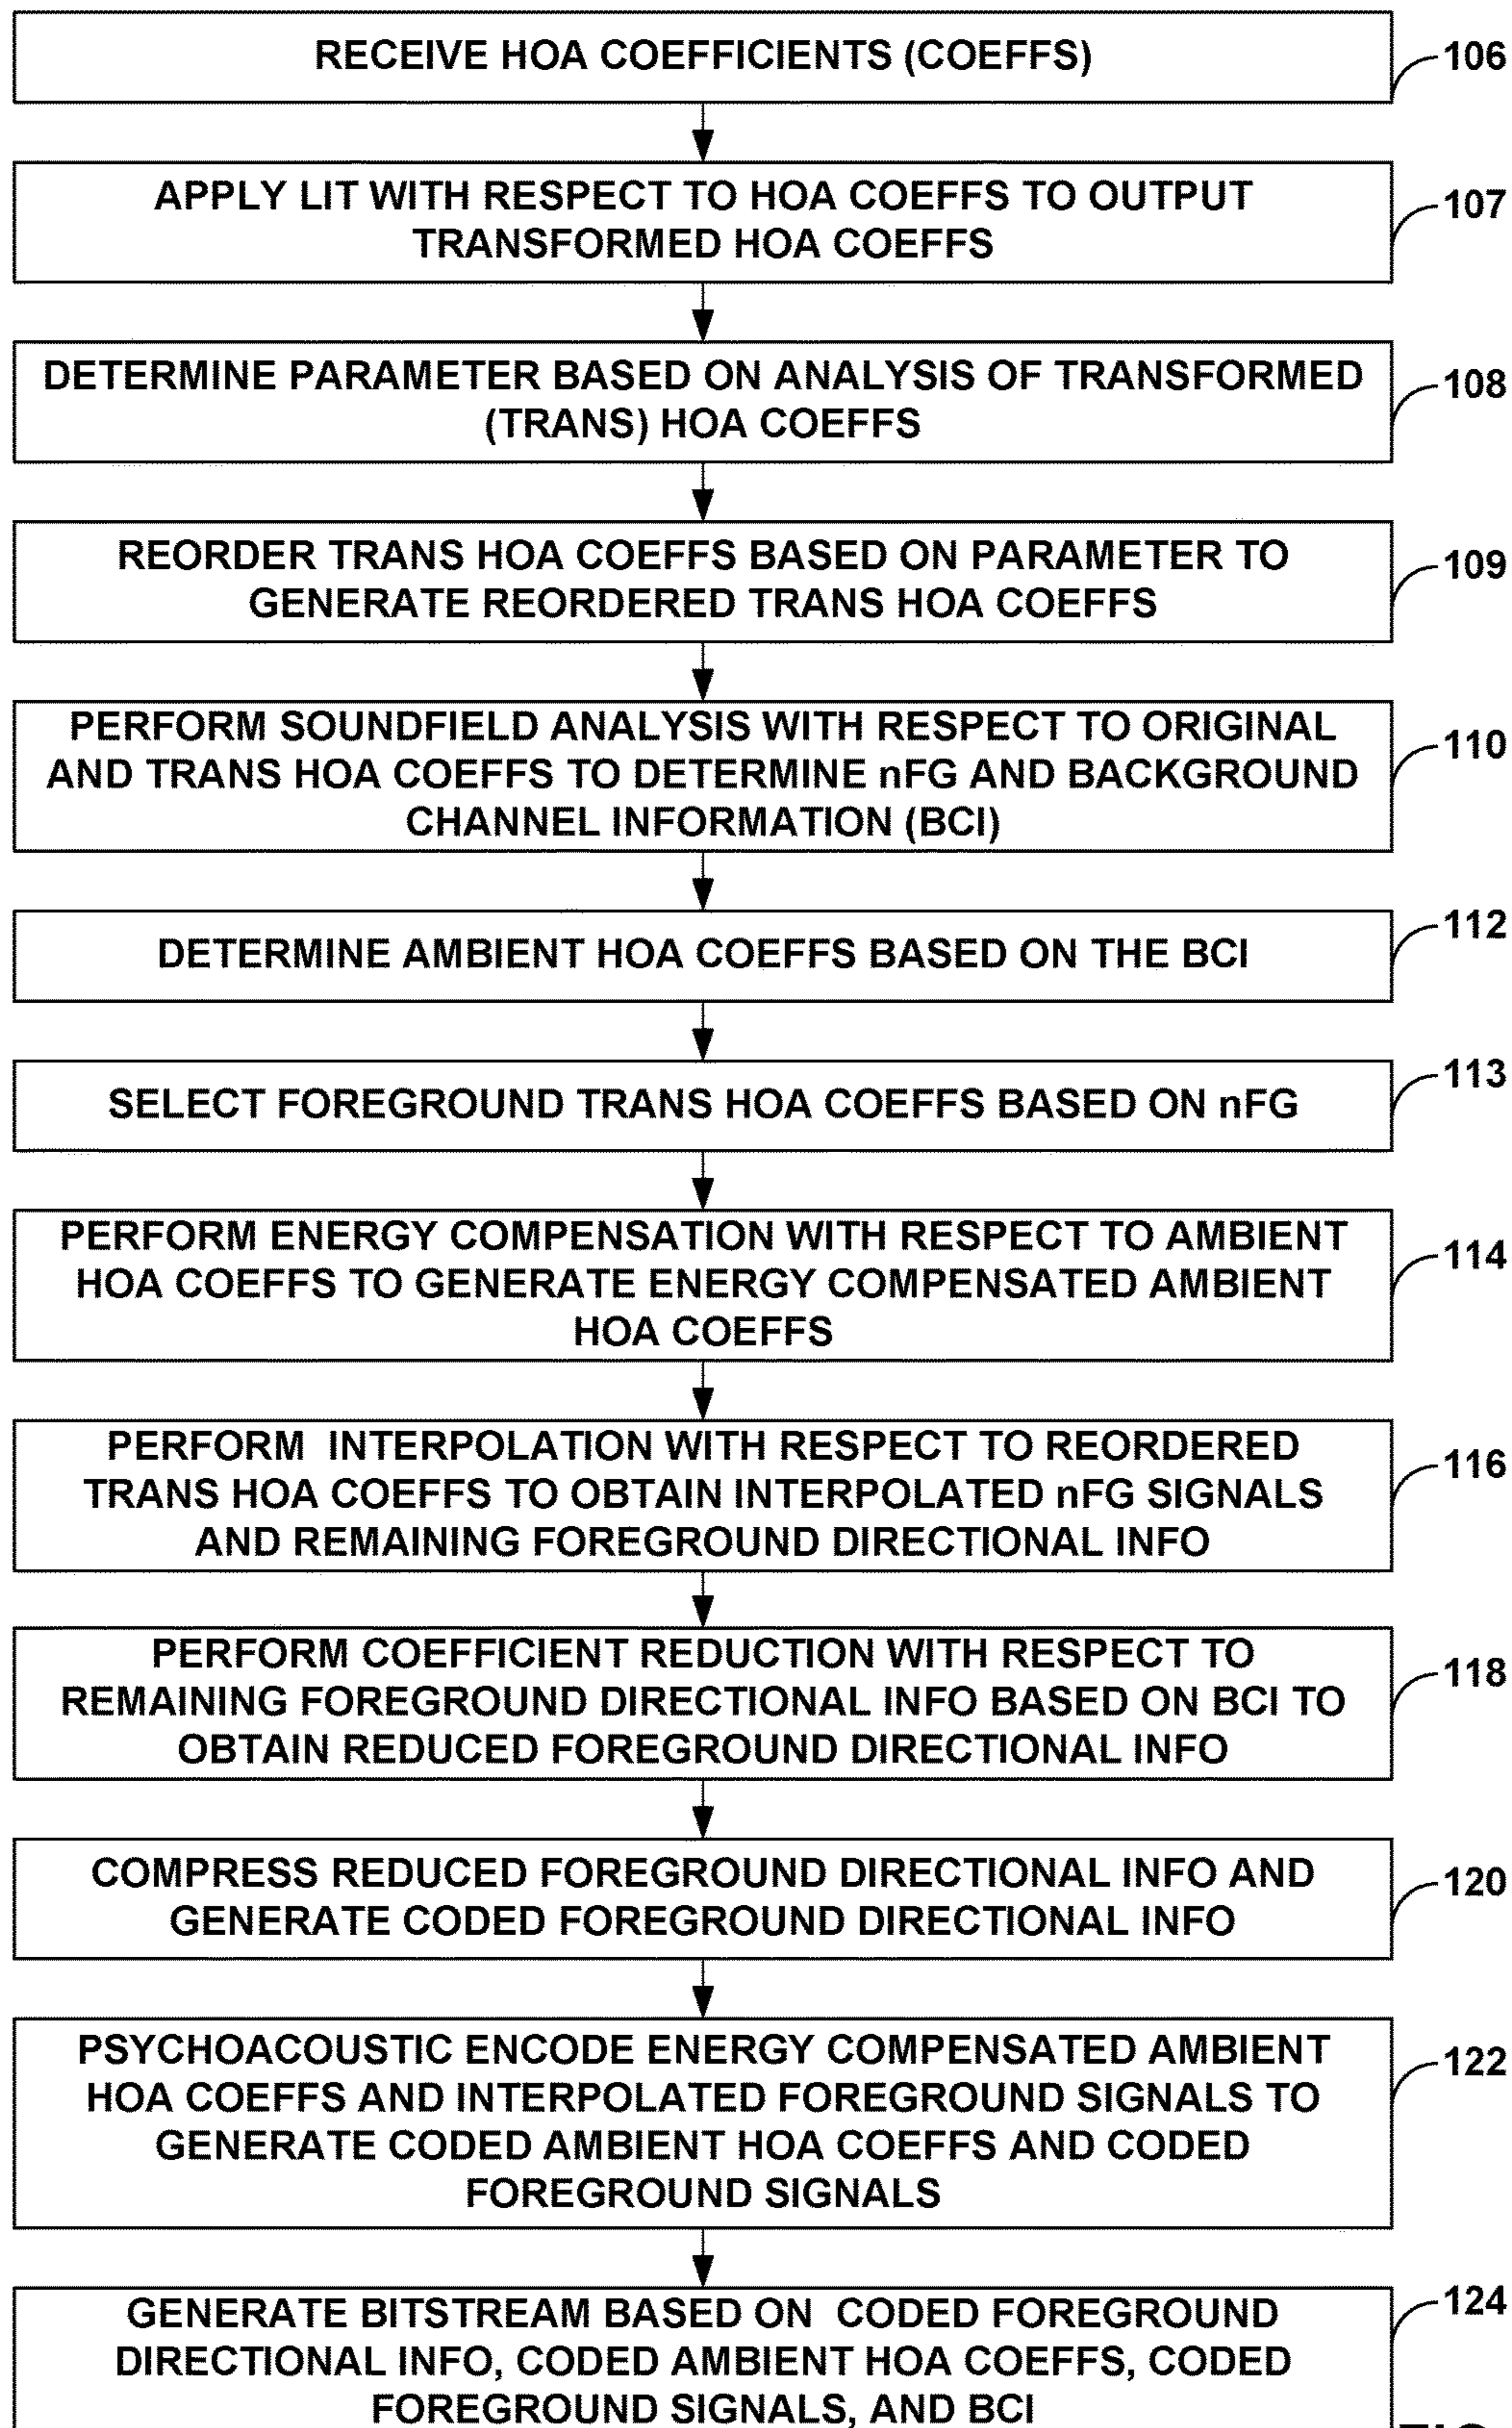 RECEIVE HOA COEFFICIENTS (COEFFS)
106
APPLY LIT WITH RESPECT TO HOA COEFFS TO OUTPUT
TRANSFORMED HOA COEFFS
107
DETERMINE PARAMETER BASED ON ANALYSIS OF TRANSFORMED
(TRANS) HOA COEFFS
108
REORDER TRANS HOA COEFFS BASED ON PARAMETER TO
GENERATE REORDERED TRANS HOA COEFFS
109
PERFORM SOUNDFIELD ANALYSIS WITH RESPECT TO ORIGINAL
AND TRANS HOA COEFFS TO DETERMINE nFG AND BACKGROUND
CHANNEL INFORMATION (BCI)
110
DETERMINE AMBIENT HOA COEFFS BASED ON THE BCI
112
SELECT FOREGROUND TRANS HOA COEFFS BASED ON nFG
113
PERFORM ENERGY COMPENSATION WITH RESPECT TO AMBIENT
HOA COEFFS TO GENERATE ENERGY COMPENSATED AMBIENT
HOA COEFFS
114
PERFORM INTERPOLATION WITH RESPECT TO REORDERED
TRANS HOA COEFFS TO OBTAIN INTERPOLATED nFG SIGNALS
AND REMAINING FOREGROUND DIRECTIONAL INFO
116
PERFORM COEFFICIENT REDUCTION WITH RESPECT TO
REMAINING FOREGROUND DIRECTIONAL INFO BASED ON BCI TO
OBTAIN REDUCED FOREGROUND DIRECTIONAL INFO
118
COMPRESS REDUCED FOREGROUND DIRECTIONAL INFO AND
GENERATE CODED FOREGROUND DIRECTIONAL INFO
120
PSYCHOACOUSTIC ENCODE ENERGY COMPENSATED AMBIENT
HOA COEFFS AND INTERPOLATED FOREGROUND SIGNALS TO
GENERATE CODED AMBIENT HOA COEFFS AND CODED
FOREGROUND SIGNALS
122
GENERATE BITSTREAM BASED ON CODED FOREGROUND
DIRECTIONAL INFO, CODED AMBIENT HOA COEFFS, CODED
FOREGROUND SIGNALS, AND BCI
124